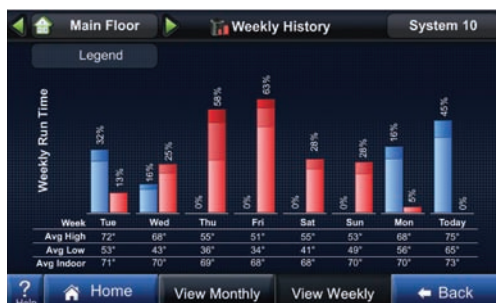 Main Floor
Weekly History
System 10
Legend
Weekly Run Time
32% 13% 16% 25% 0% 58% 0% 63% 0% 28% 0% 28% 16% 5% 45% 0%
Week Tue Wed Thu Fri Sat Sun Mon Today
Avg High 72° 68° 55° 51° 55° 53° 68° 75°
Avg Low 53° 43° 36° 34° 41° 49° 56° 65°
Avg Indoor 71° 70° 69° 68° 68° 70° 70° 73°
? Help
Home
View Monthly
View Weekly
Back